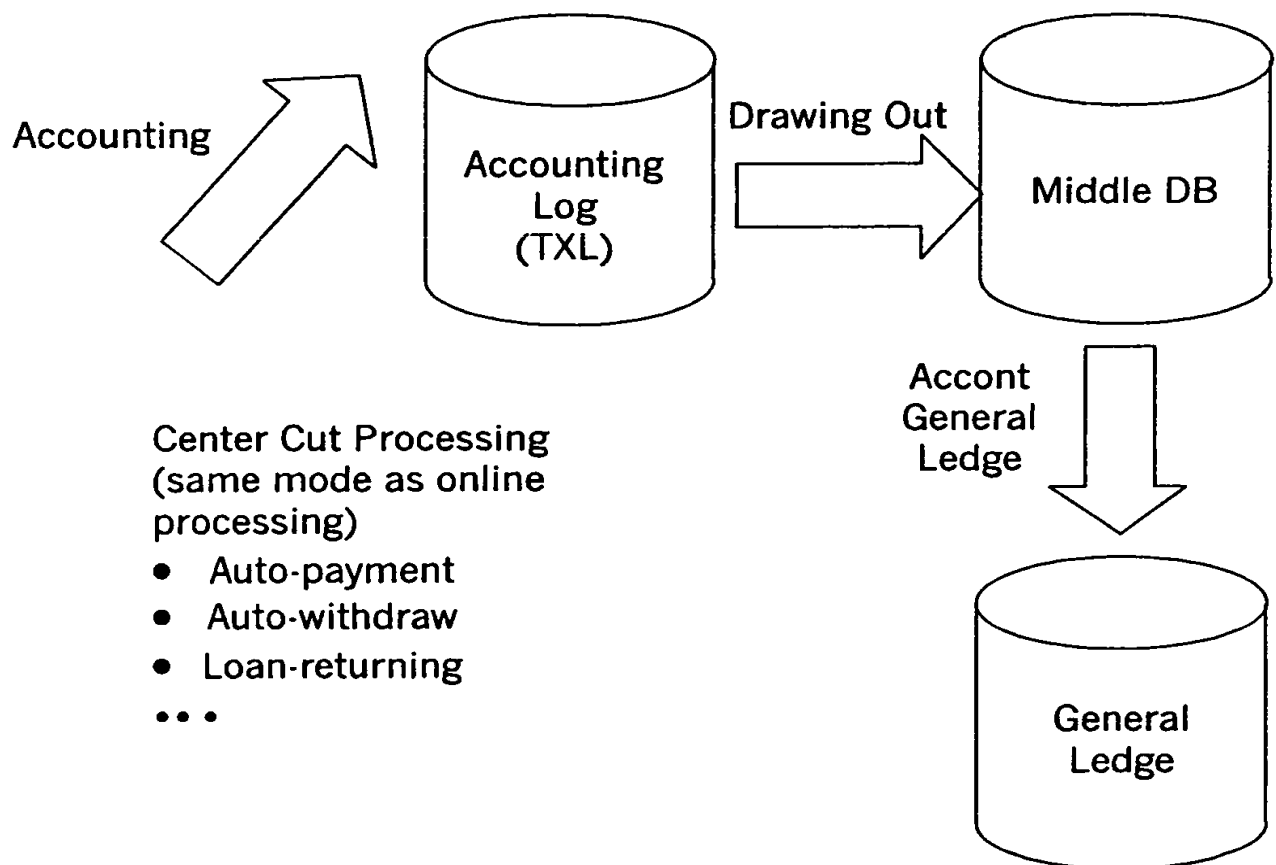 Accounting
Accounting
Log
(TXL)
Drawing Out
Middle DB
Accont
General
Ledge
Center Cut Processing
(same mode as online
processing)
• Auto-payment
• Auto-withdraw
• Loan-returning
•••
General
Ledge